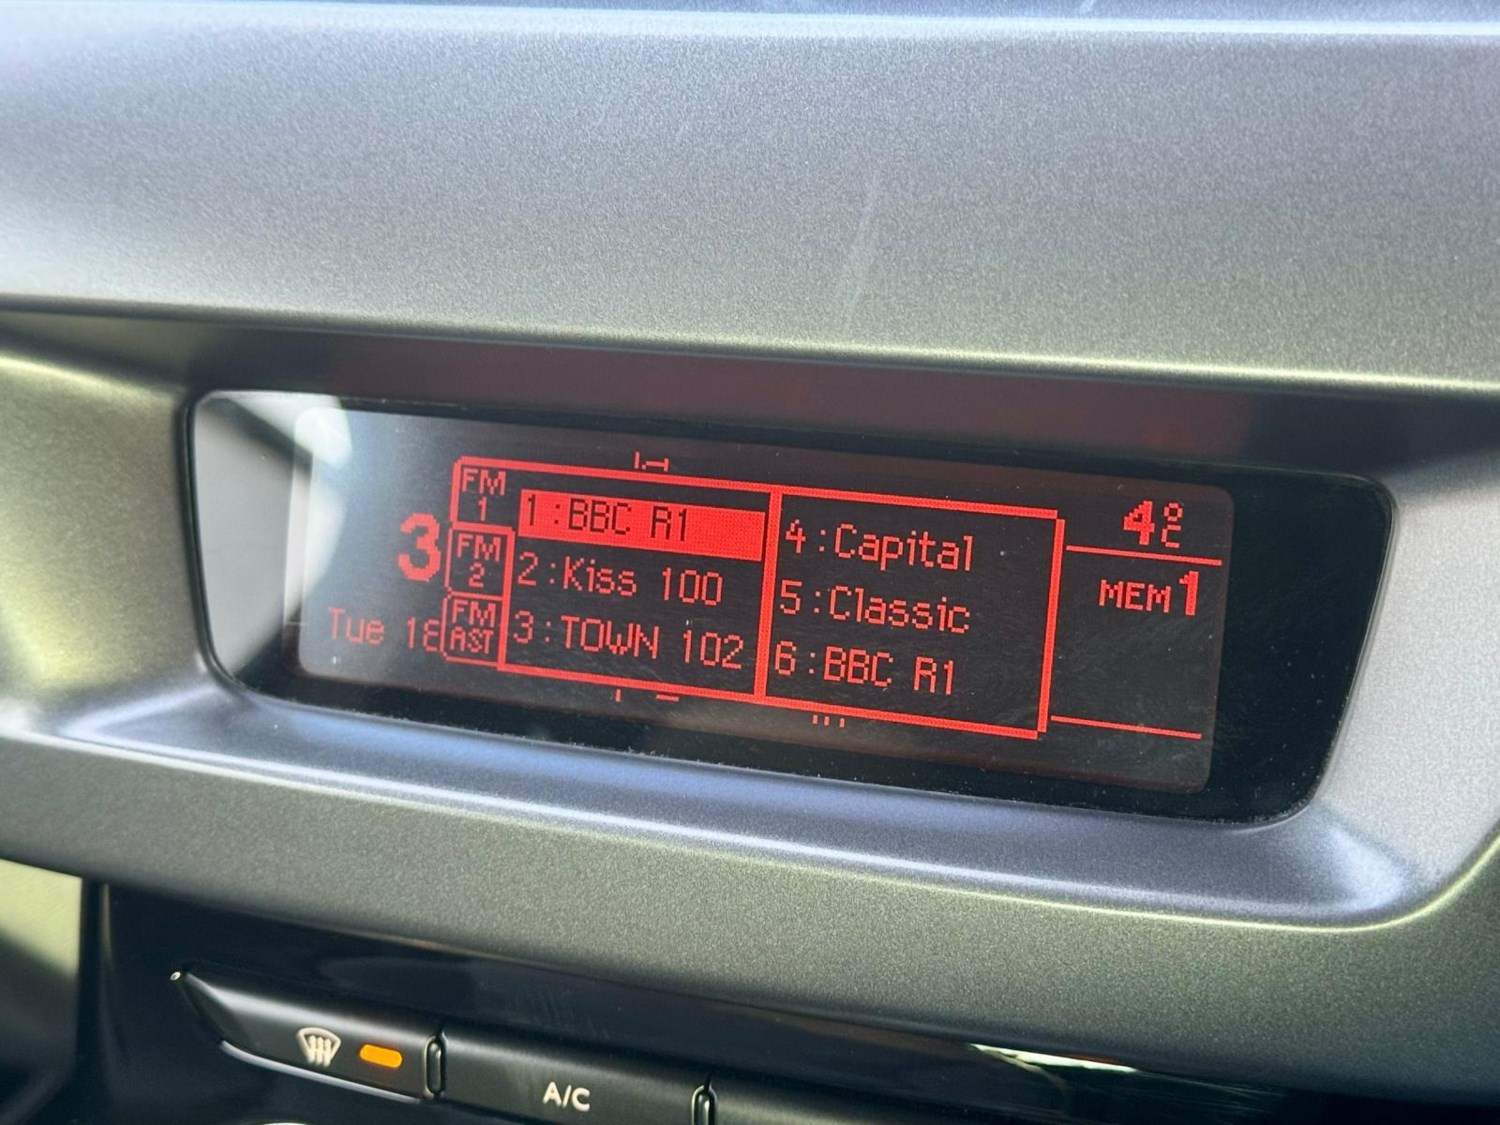 FM
1
FM
2
FM
AST
3
Tue 18
1:BBC R1
2:Kiss 100
3:TOWN 102
4:Capital
5:Classic
6:BBC R1
4°C
MEM1
A/C